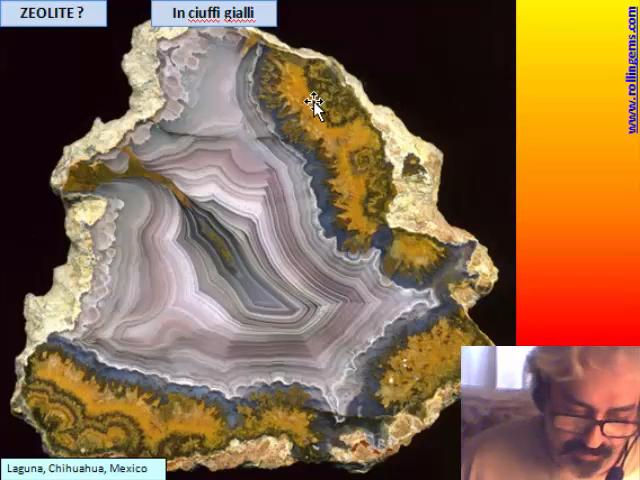 ZEOLITE ?
In ciuffi gialli
www.rollingems.com
Laguna, Chihuahua, Mexico